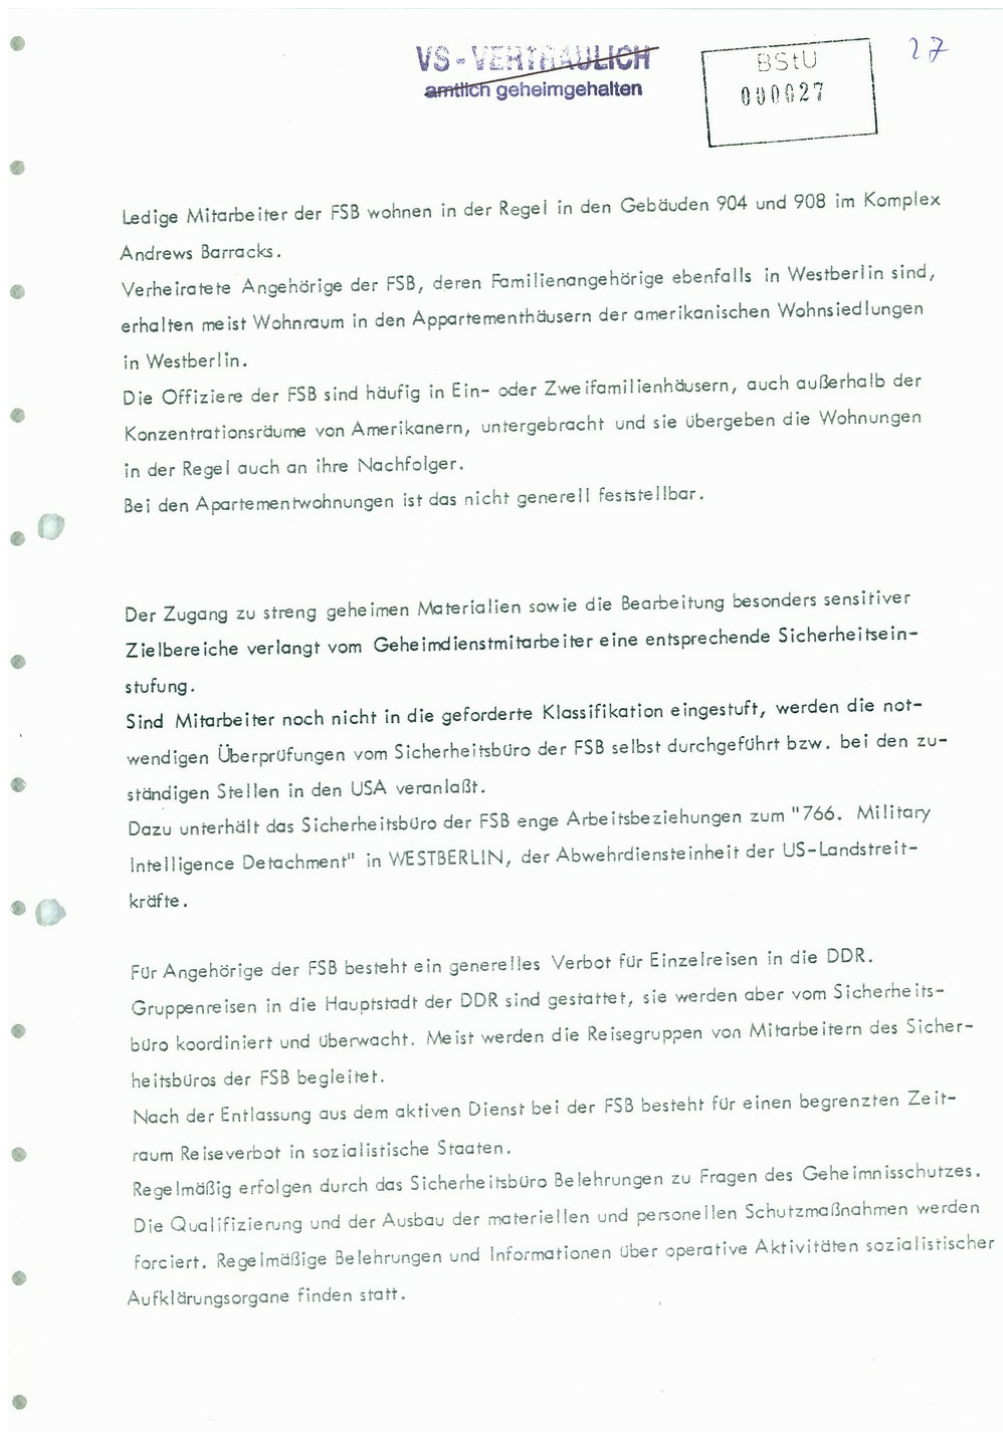 VS-VERTRAULICH
amtlich geheimgehalten
BStU
000027
27
Ledige Mitarbeiter der FSB wohnen in der Regel in den Gebäuden 904 und 908 im Komplex
Andrews Barracks.
Verheiratete Angehörige der FSB, deren Familienangehörige ebenfalls in Westberlin sind,
erhalten meist Wohnraum in den Appartementhäusern der amerikanischen Wohnsiedlungen
in Westberlin.
Die Offiziere der FSB sind häufig in Ein- oder Zweifamilienhäusern, auch außerhalb der
Konzentrationsräume von Amerikanern, untergebracht und sie übergeben die Wohnungen
in der Regel auch an ihre Nachfolger.
Bei den Apartementwohnungen ist das nicht generell feststellbar.
Der Zugang zu streng geheimen Materialien sowie die Bearbeitung besonders sensitiver
Zielbereiche verlangt vom Geheimdienstmitarbeiter eine entsprechende Sicherheitsein-
stufung.
Sind Mitarbeiter noch nicht in die geforderte Klassifikation eingestuft, werden die not-
wendigen Überprüfungen vom Sicherheitsbüro der FSB selbst durchgeführt bzw. bei den zu-
ständigen Stellen in den USA veranlaßt.
Dazu unterhält das Sicherheitsbüro der FSB enge Arbeitsbeziehungen zum "766. Military
Intelligence Detachment" in WESTBERLIN, der Abwehrdiensteinheit der US-Landstreit-
kräfte.
Für Angehörige der FSB besteht ein generelles Verbot für Einzelreisen in die DDR.
Gruppenreisen in die Hauptstadt der DDR sind gestattet, sie werden aber vom Sicherheits-
büro koordiniert und überwacht. Meist werden die Reisegruppen von Mitarbeitern des Sicher-
heitsbüros der FSB begleitet.
Nach der Entlassung aus dem aktiven Dienst bei der FSB besteht für einen begrenzten Zeit-
raum Reiseverbot in sozialistische Staaten.
Regelmäßig erfolgen durch das Sicherheitsbüro Belehrungen zu Fragen des Geheimnisschutzes.
Die Qualifizierung und der Ausbau der materiellen und personellen Schutzmaßnahmen werden
forciert. Regelmäßige Belehrungen und Informationen über operative Aktivitäten sozialistischer
Aufklärungsorgane finden statt.